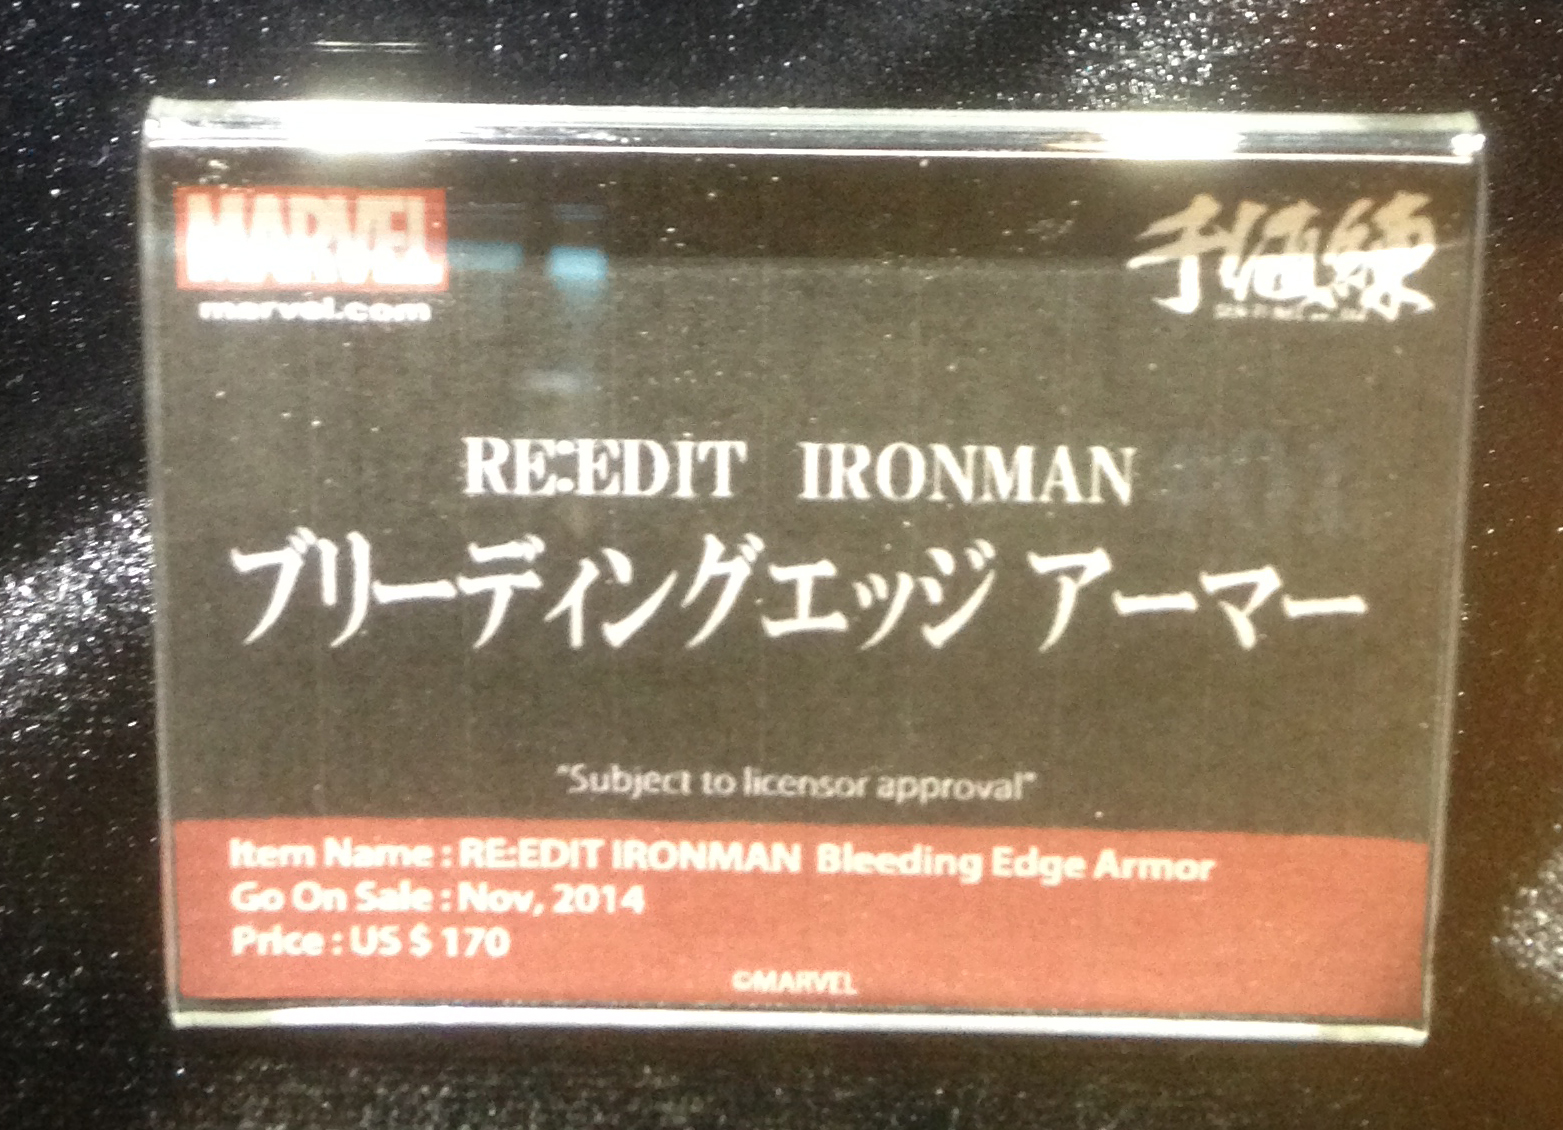 MARVEL
marvel.com
千値練
RE:EDIT IRONMAN
ブリーディングエッジ アーマー
"Subject to licensor approval"
Item Name : RE:EDIT IRONMAN Bleeding Edge Armor
Go On Sale : Nov, 2014
Price : US $ 170
©MARVEL